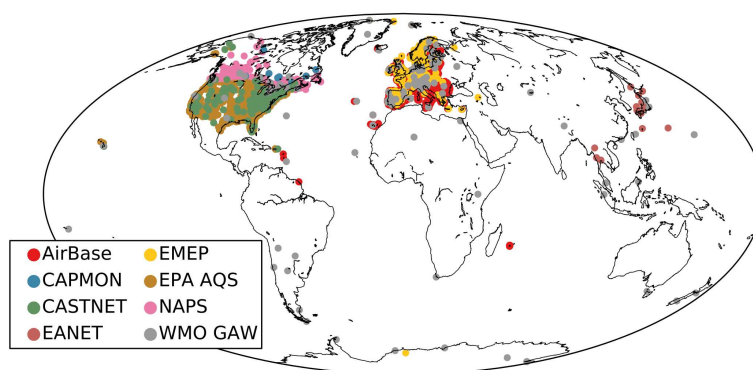 AirBase
EMEP
CAPMON
EPA AQS
CASTNET
NAPS
EANET
WMO GAW